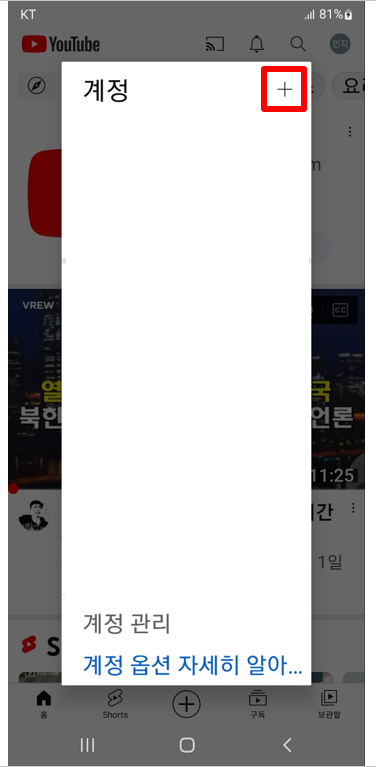 KT
81%
YouTube
민지
계정
요리
m
VREW
CC
열
국
북한
언론
11:25
시간
1일
계정 관리
계정 옵션 자세히 알아...
S
홈
Shorts
구독
보관함